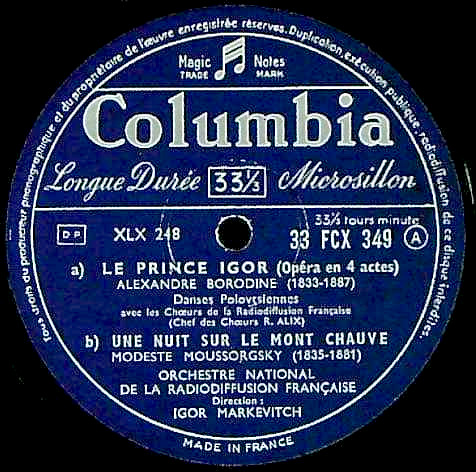 Tous droits du producteur phonographique et du propriétaire de l'œuvre enregistrée réservés. Duplication, exécution publique, radiodiffusion de ce disque interdites.
Magic Notes
TRADE MARK
Columbia
Longue Durée 33⅓ Microsillon
33⅓ tours minute
DP XLX 248 33 FCX 349 A
a) LE PRINCE IGOR (Opéra en 4 actes)
ALEXANDRE BORODINE (1833-1887)
Danses Polovtsiennes
avec les Chœurs de la Radiodiffusion Française
(Chef des Chœurs R. ALIX)
b) UNE NUIT SUR LE MONT CHAUVE
MODESTE MOUSSORGSKY (1835-1881)
ORCHESTRE NATIONAL
DE LA RADIODIFFUSION FRANÇAISE
Direction :
IGOR MARKEVITCH
MADE IN FRANCE